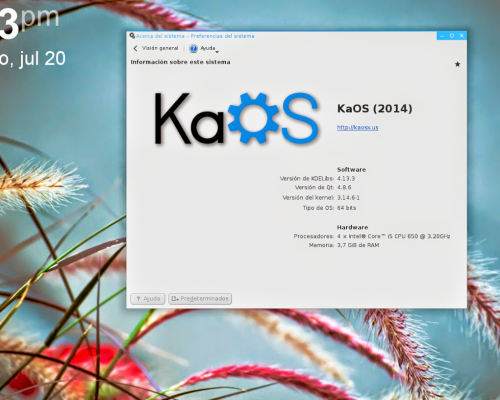 3pm
o, jul 20
Acerca del sistema - Preferencias del sistema
Visión general
Ayuda
Información sobre este sistema
KaOS
KaOS (2014)
http://kaosx.us
Software
Versión de KDELibs: 4.13.3
Versión de Qt: 4.8.6
Versión del kernel: 3.14.6-1
Tipo de OS: 64 bits
Hardware
Procesadores: 4 x Intel® Core™ i5 CPU 650 @ 3.20GHz
Memoria: 3,7 GiB de RAM
? Ayuda
Predeterminados